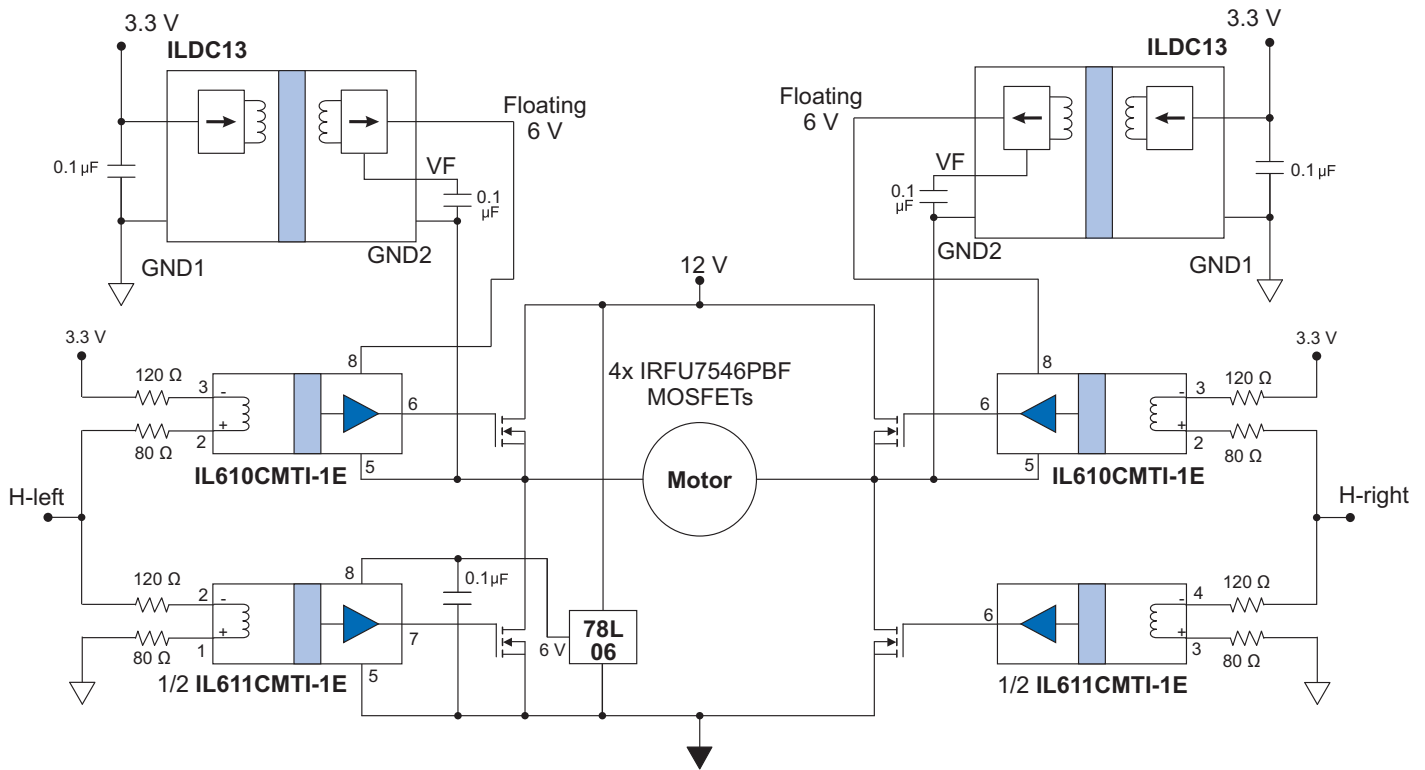 3.3 V
ILDC13
Floating
6 V
VF
0.1 µF
0.1
µF
GND1
GND2
3.3 V
ILDC13
Floating
6 V
VF
0.1
µF
0.1 µF
GND2
GND1
12 V
4x IRFU7546PBF
MOSFETs
Motor
3.3 V
120 Ω
3
-
8
6
+
2
80 Ω
5
IL610CMTI-1E
H-left
120 Ω
2
-
8
7
+
1
80 Ω
5
1/2 IL611CMTI-1E
0.1µF
6 V
78L
06
3.3 V
8
6
-
3
120 Ω
+
2
80 Ω
5
IL610CMTI-1E
H-right
6
-
4
120 Ω
+
3
80 Ω
1/2 IL611CMTI-1E